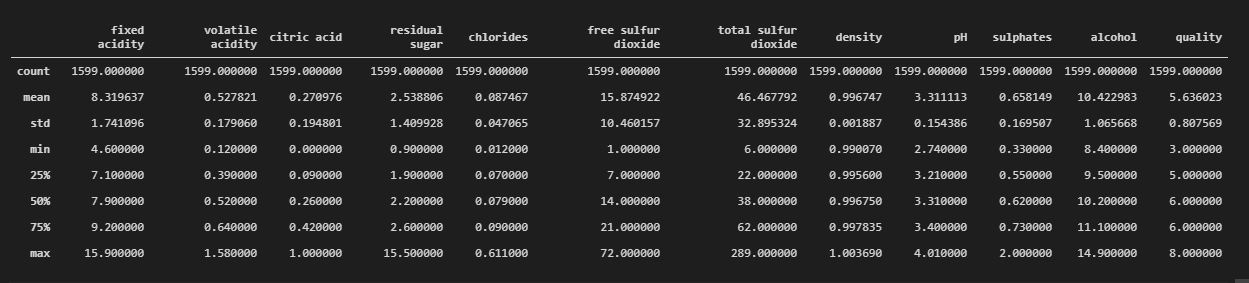 fixed acidity volatile acidity citric acid residual sugar chlorides free sulfur dioxide total sulfur dioxide density pH sulphates alcohol quality
count 1599.000000 1599.000000 1599.000000 1599.000000 1599.000000 1599.000000 1599.000000 1599.000000 1599.000000 1599.000000 1599.000000 1599.000000
mean 8.319637 0.527821 0.270976 2.538806 0.087467 15.874922 46.467792 0.996747 3.311113 0.658149 10.422983 5.636023
std 1.741096 0.179060 0.194801 1.409928 0.047065 10.460157 32.895324 0.001887 0.154386 0.169507 1.065668 0.807569
min 4.600000 0.120000 0.000000 0.900000 0.012000 1.000000 6.000000 0.990070 2.740000 0.330000 8.400000 3.000000
25% 7.100000 0.390000 0.090000 1.900000 0.070000 7.000000 22.000000 0.995600 3.210000 0.550000 9.500000 5.000000
50% 7.900000 0.520000 0.260000 2.200000 0.079000 14.000000 38.000000 0.996750 3.310000 0.620000 10.200000 6.000000
75% 9.200000 0.640000 0.420000 2.600000 0.090000 21.000000 62.000000 0.997835 3.400000 0.730000 11.100000 6.000000
max 15.900000 1.580000 1.000000 15.500000 0.611000 72.000000 289.000000 1.003690 4.010000 2.000000 14.900000 8.000000